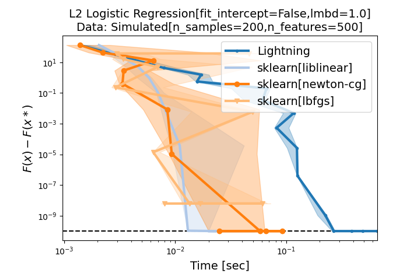 L2 Logistic Regression[fit_intercept=False,lmbd=1.0]
Data: Simulated[n_samples=200,n_features=500]
Lightning
sklearn[liblinear]
sklearn[newton-cg]
sklearn[lbfgs]
F(x) − F(x*)
10¹
10⁻¹
10⁻³
10⁻⁵
10⁻⁷
10⁻⁹
10⁻³
10⁻²
10⁻¹
Time [sec]